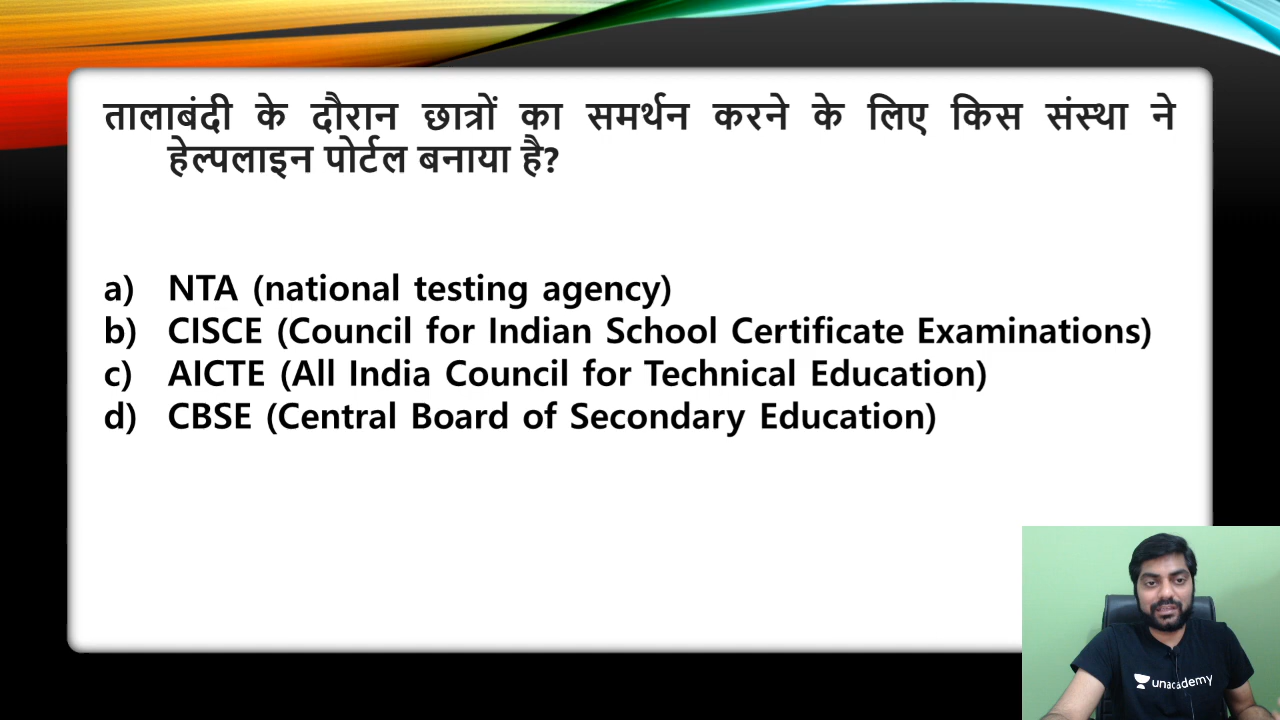 तालाबंदी के दौरान छात्रों का समर्थन करने के लिए किस संस्था ने
हेल्पलाइन पोर्टल बनाया है?
a) NTA (national testing agency)
b) CISCE (Council for Indian School Certificate Examinations)
c) AICTE (All India Council for Technical Education)
d) CBSE (Central Board of Secondary Education)
unacademy